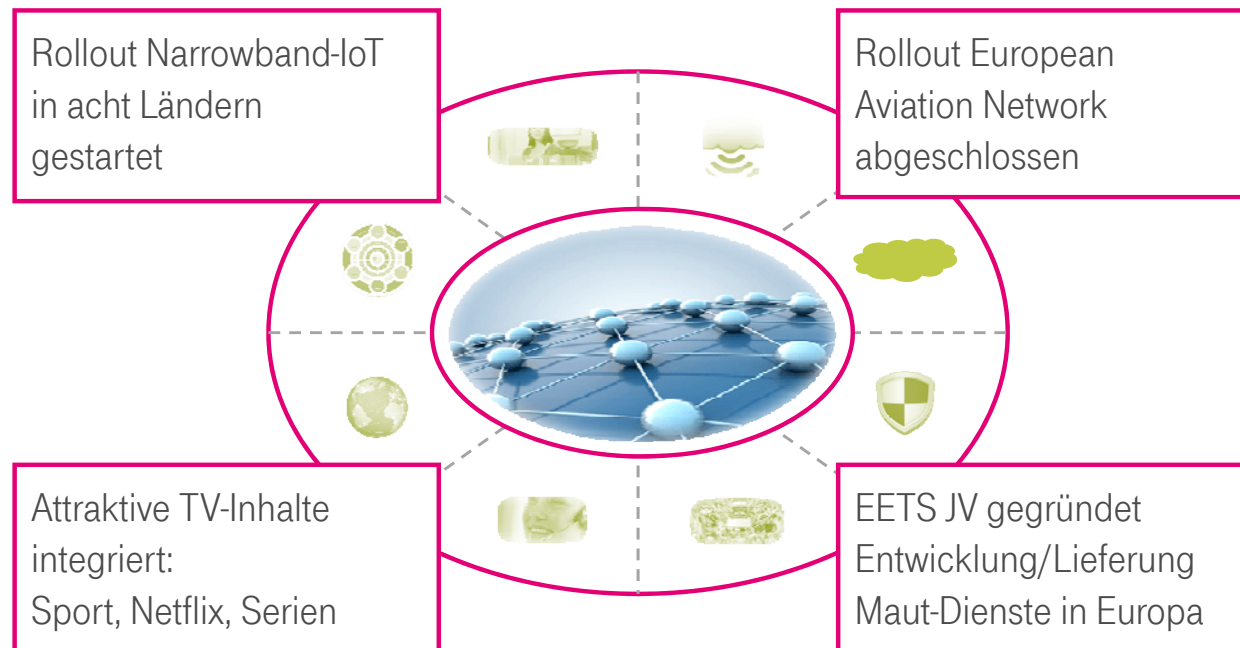 Rollout Narrowband-IoT
in acht Ländern
gestartet
Rollout European
Aviation Network
abgeschlossen
Attraktive TV-Inhalte
integriert:
Sport, Netflix, Serien
EETS JV gegründet
Entwicklung/Lieferung
Maut-Dienste in Europa